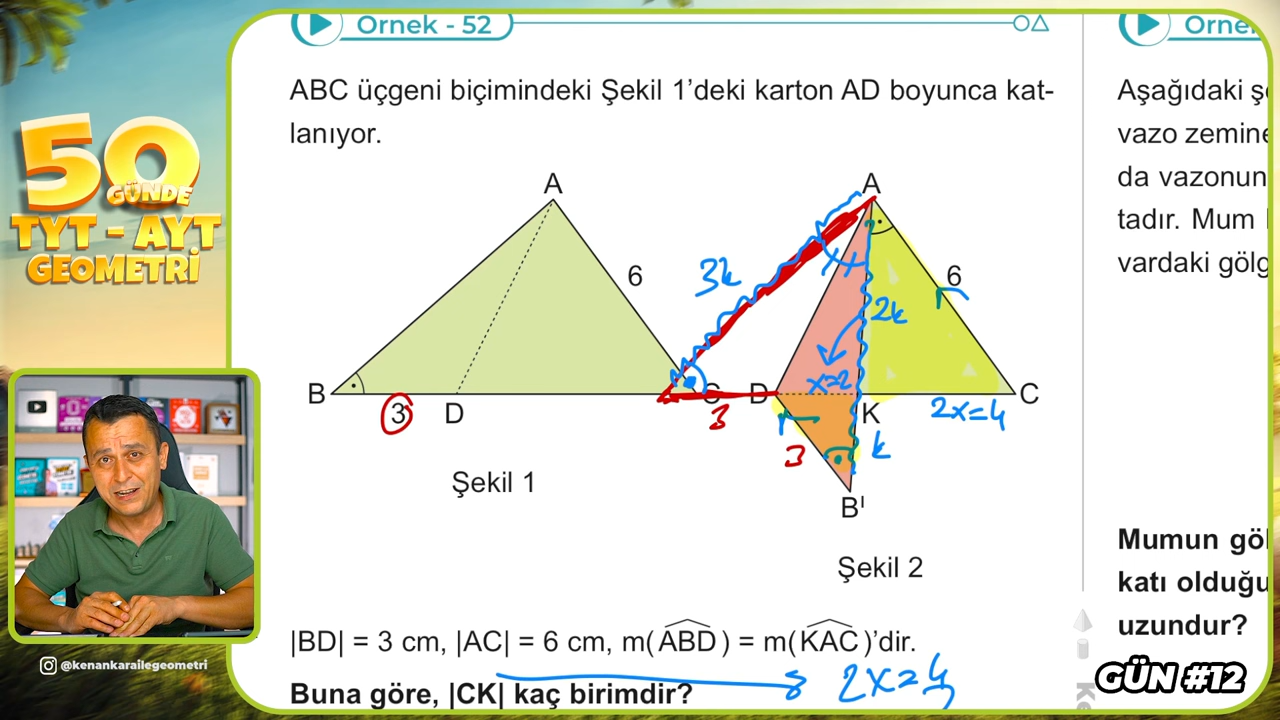 Örnek - 52
ABC üçgeni biçimindeki Şekil 1’deki karton AD boyunca kat-
lanıyor.
A
6
B
3
D
C
Şekil 1
A
3k
6
2k
x=2
D
K
C
3
2x=4
3
k
B'
Şekil 2
|BD| = 3 cm, |AC| = 6 cm, m(ABD) = m(KAC)’dir.
Buna göre, |CK| kaç birimdir?
2x=4
Aşağıdaki ş
vazo zemin
da vazonun
tadır. Mum
vardaki gölg
Mumun göl
katı olduğu
uzundur?
50
GÜNDE
TYT - AYT
GEOMETRİ
@kenankarailegeometri
GÜN #12